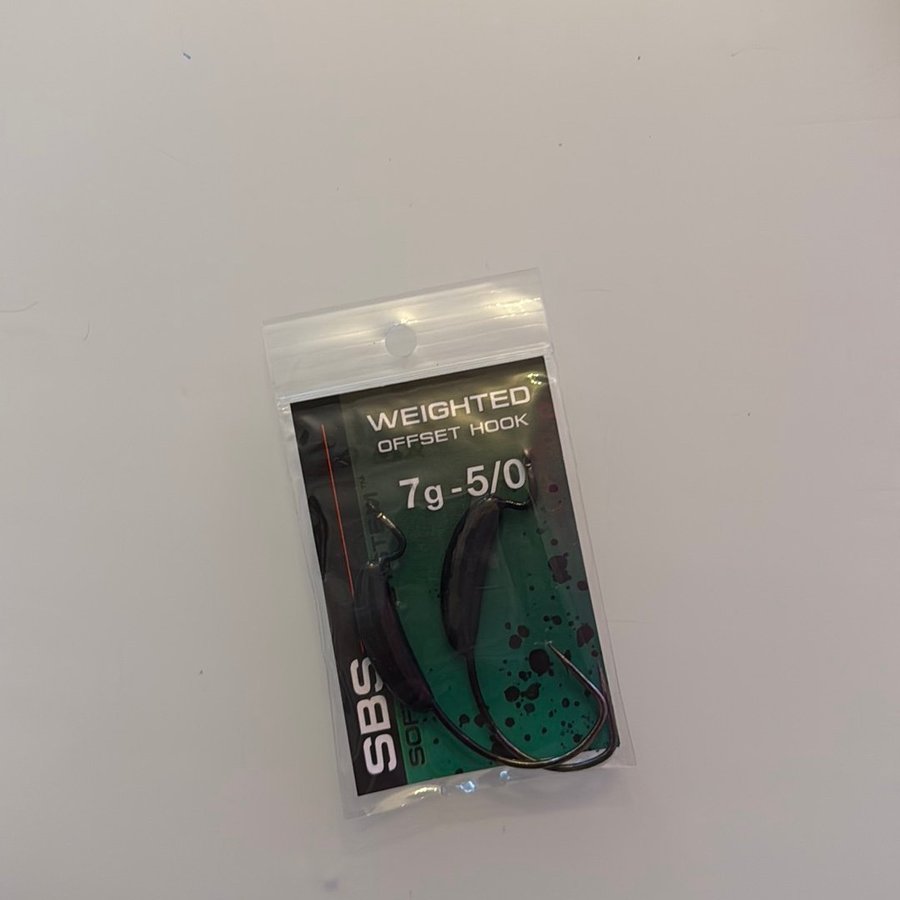 WEIGHTED
OFFSET HOOK
7g-5/0
SBS